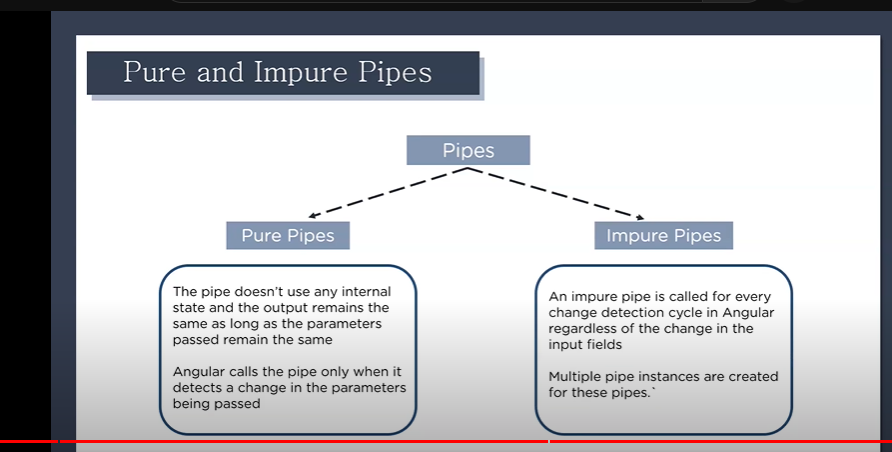 Pure and Impure Pipes
Pipes
Pure Pipes
Impure Pipes
The pipe doesn't use any internal
state and the output remains the
same as long as the parameters
passed remain the same
Angular calls the pipe only when it
detects a change in the parameters
being passed
An impure pipe is called for every
change detection cycle in Angular
regardless of the change in the
input fields
Multiple pipe instances are created
for these pipes.`